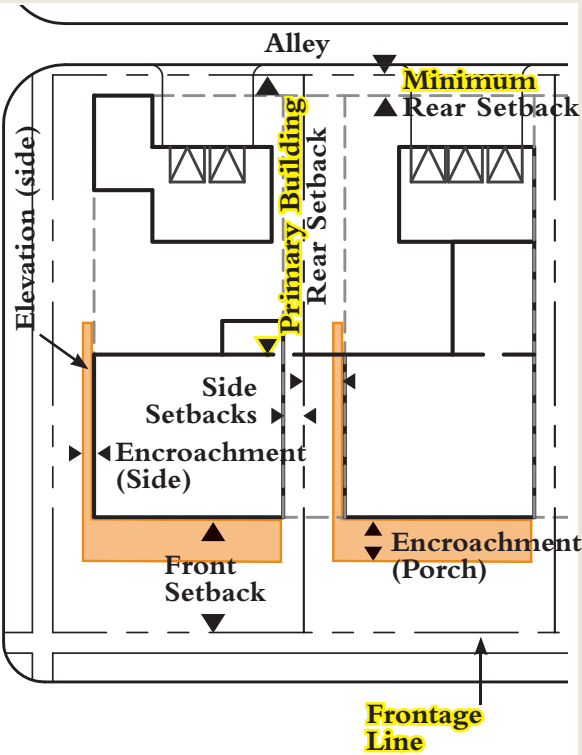 Alley
Minimum
Rear Setback
Primary Building
Rear Setback
Elevation (side)
Side
Setbacks
Encroachment
(Side)
Encroachment
(Porch)
Front
Setback
Frontage
Line